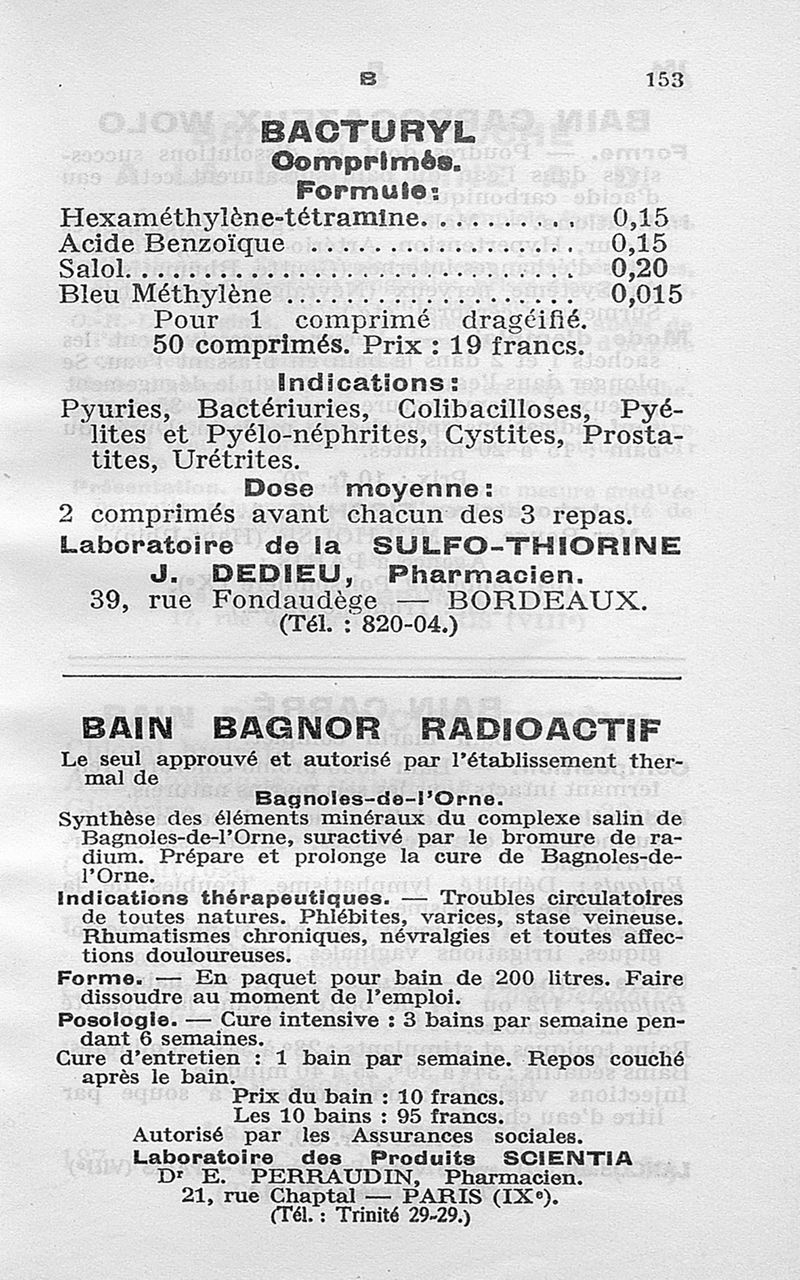 B 153
BACTURYL
Comprimés.
Formule:
Hexaméthylène-tétramine. . . . . . . . . . 0,15
Acide Benzoïque . . . . . . . . . . . . . . . . . 0,15
Salol. . . . . . . . . . . . . . . . . . . . . . . . . . . 0,20
Bleu Méthylène . . . . . . . . . . . . . . . . . . . 0,015
Pour 1 comprimé dragéifié.
50 comprimés. Prix : 19 francs.
Indications:
Pyuries, Bactériuries, Colibacilloses, Pyé-
lites et Pyélo-néphrites, Cystites, Prosta-
tites, Urétrites.
Dose moyenne:
2 comprimés avant chacun des 3 repas.
Laboratoire de la SULFO-THIORINE
J. DEDIEU, Pharmacien.
39, rue Fondaudège — BORDEAUX.
(Tél. : 820-04.)
BAIN BAGNOR RADIOACTIF
Le seul approuvé et autorisé par l'établissement ther-
mal de
Bagnoles-de-l'Orne.
Synthèse des éléments minéraux du complexe salin de
Bagnoles-de-l'Orne, suractivé par le bromure de ra-
dium. Prépare et prolonge la cure de Bagnoles-de-
l'Orne.
Indications thérapeutiques. — Troubles circulatoires
de toutes natures. Phlébites, varices, stase veineuse.
Rhumatismes chroniques, névralgies et toutes affec-
tions douloureuses.
Forme. — En paquet pour bain de 200 litres. Faire
dissoudre au moment de l'emploi.
Posologie. — Cure intensive : 3 bains par semaine pen-
dant 6 semaines.
Cure d'entretien : 1 bain par semaine. Repos couché
après le bain.
Prix du bain : 10 francs.
Les 10 bains : 95 francs.
Autorisé par les Assurances sociales.
Laboratoire des Produits SCIENTIA
Dr E. PERRAUDIN, Pharmacien.
21, rue Chaptal — PARIS (IXe).
(Tél. : Trinité 29-29.)